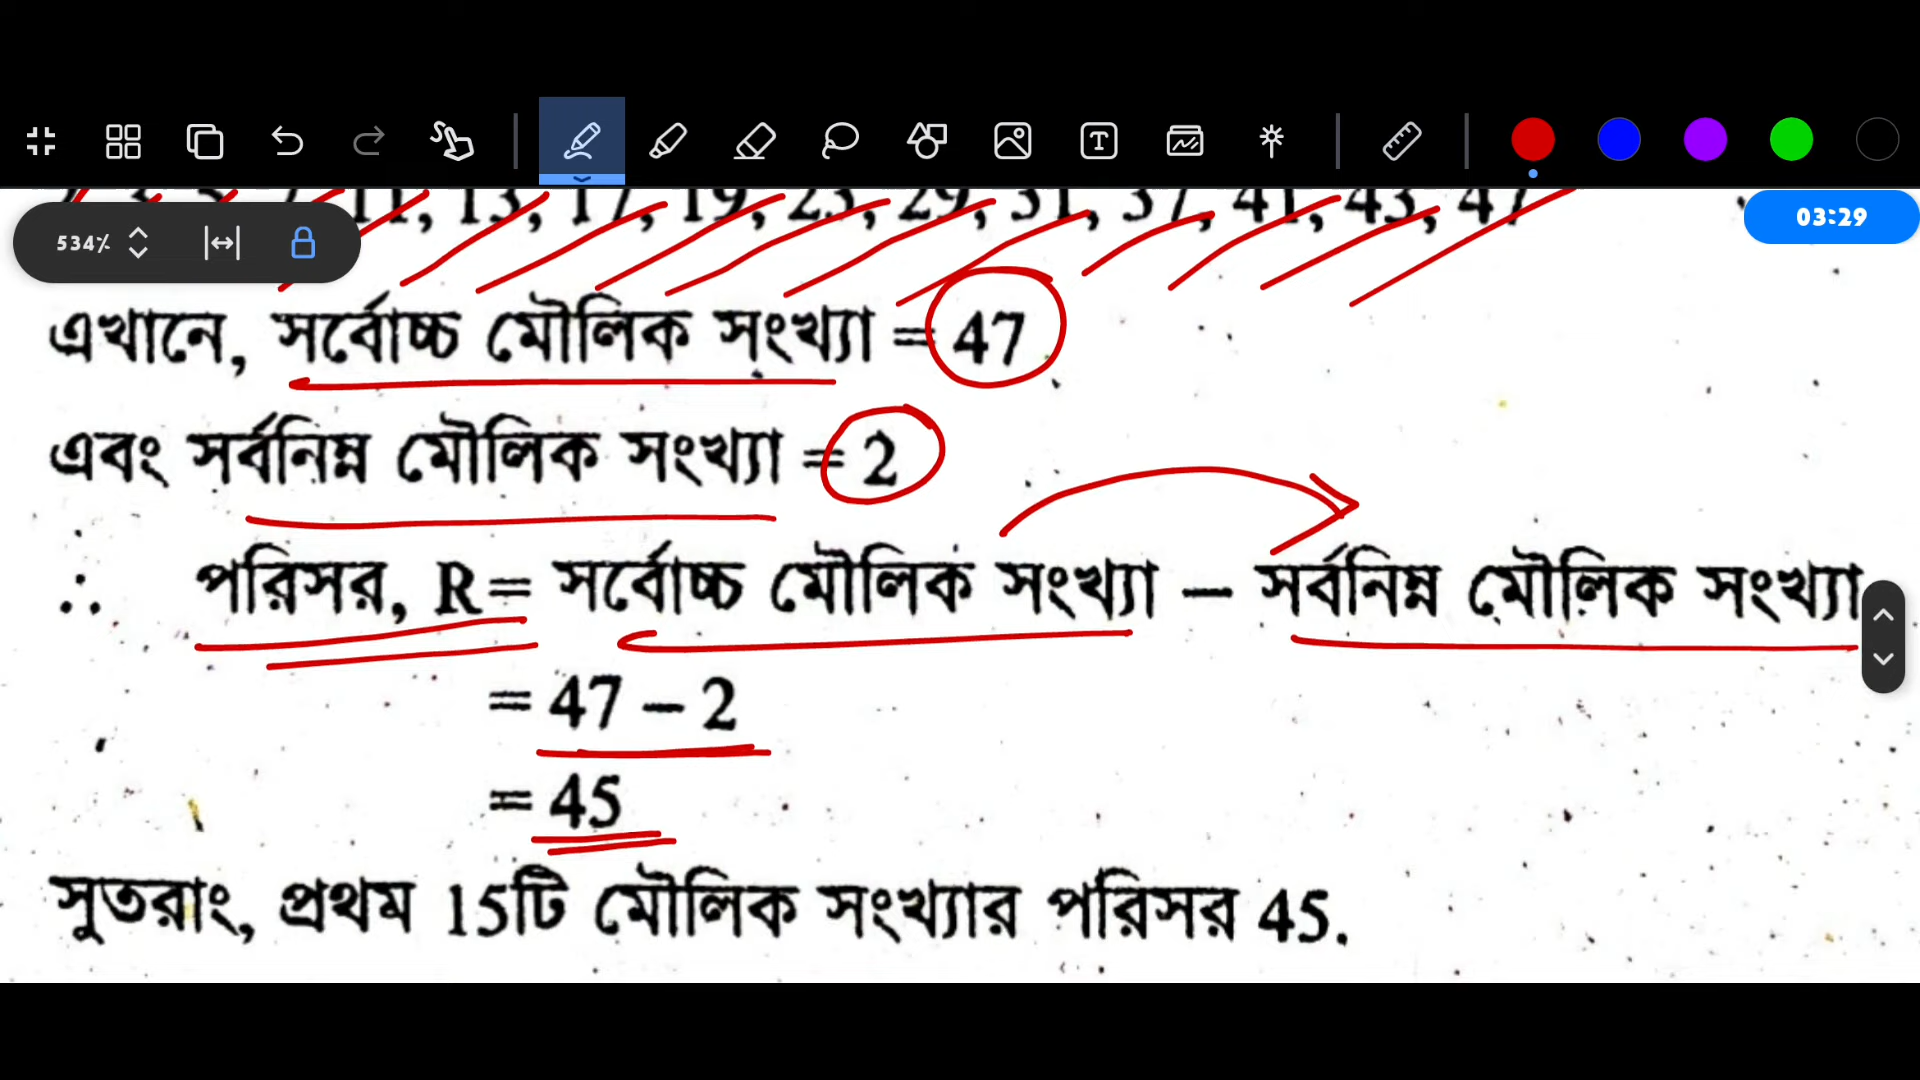 534%
03:29
11, 13, 17, 19, 23, 29, 31, 37, 41, 43, 47
এখানে, সর্বোচ্চ মৌলিক সংখ্যা = 47
এবং সর্বনিম্ন মৌলিক সংখ্যা = 2
∴ পরিসর, R = সর্বোচ্চ মৌলিক সংখ্যা – সর্বনিম্ন মৌলিক সংখ্যা
= 47 – 2
= 45
সুতরাং, প্রথম 15টি মৌলিক সংখ্যার পরিসর 45.